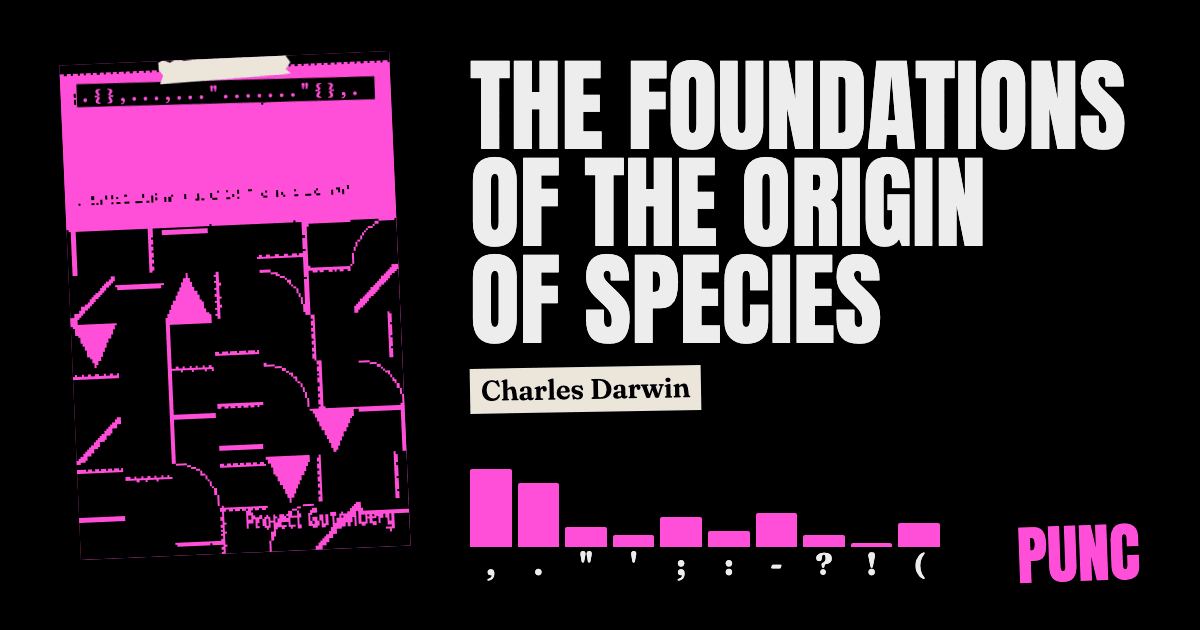 .{},...,..."......."{},.
THE FOUNDATIONS
OF THE ORIGIN
OF SPECIES
Charles Darwin
Project Gutenberg
, . " ' ; : - ? ! (
PUNC